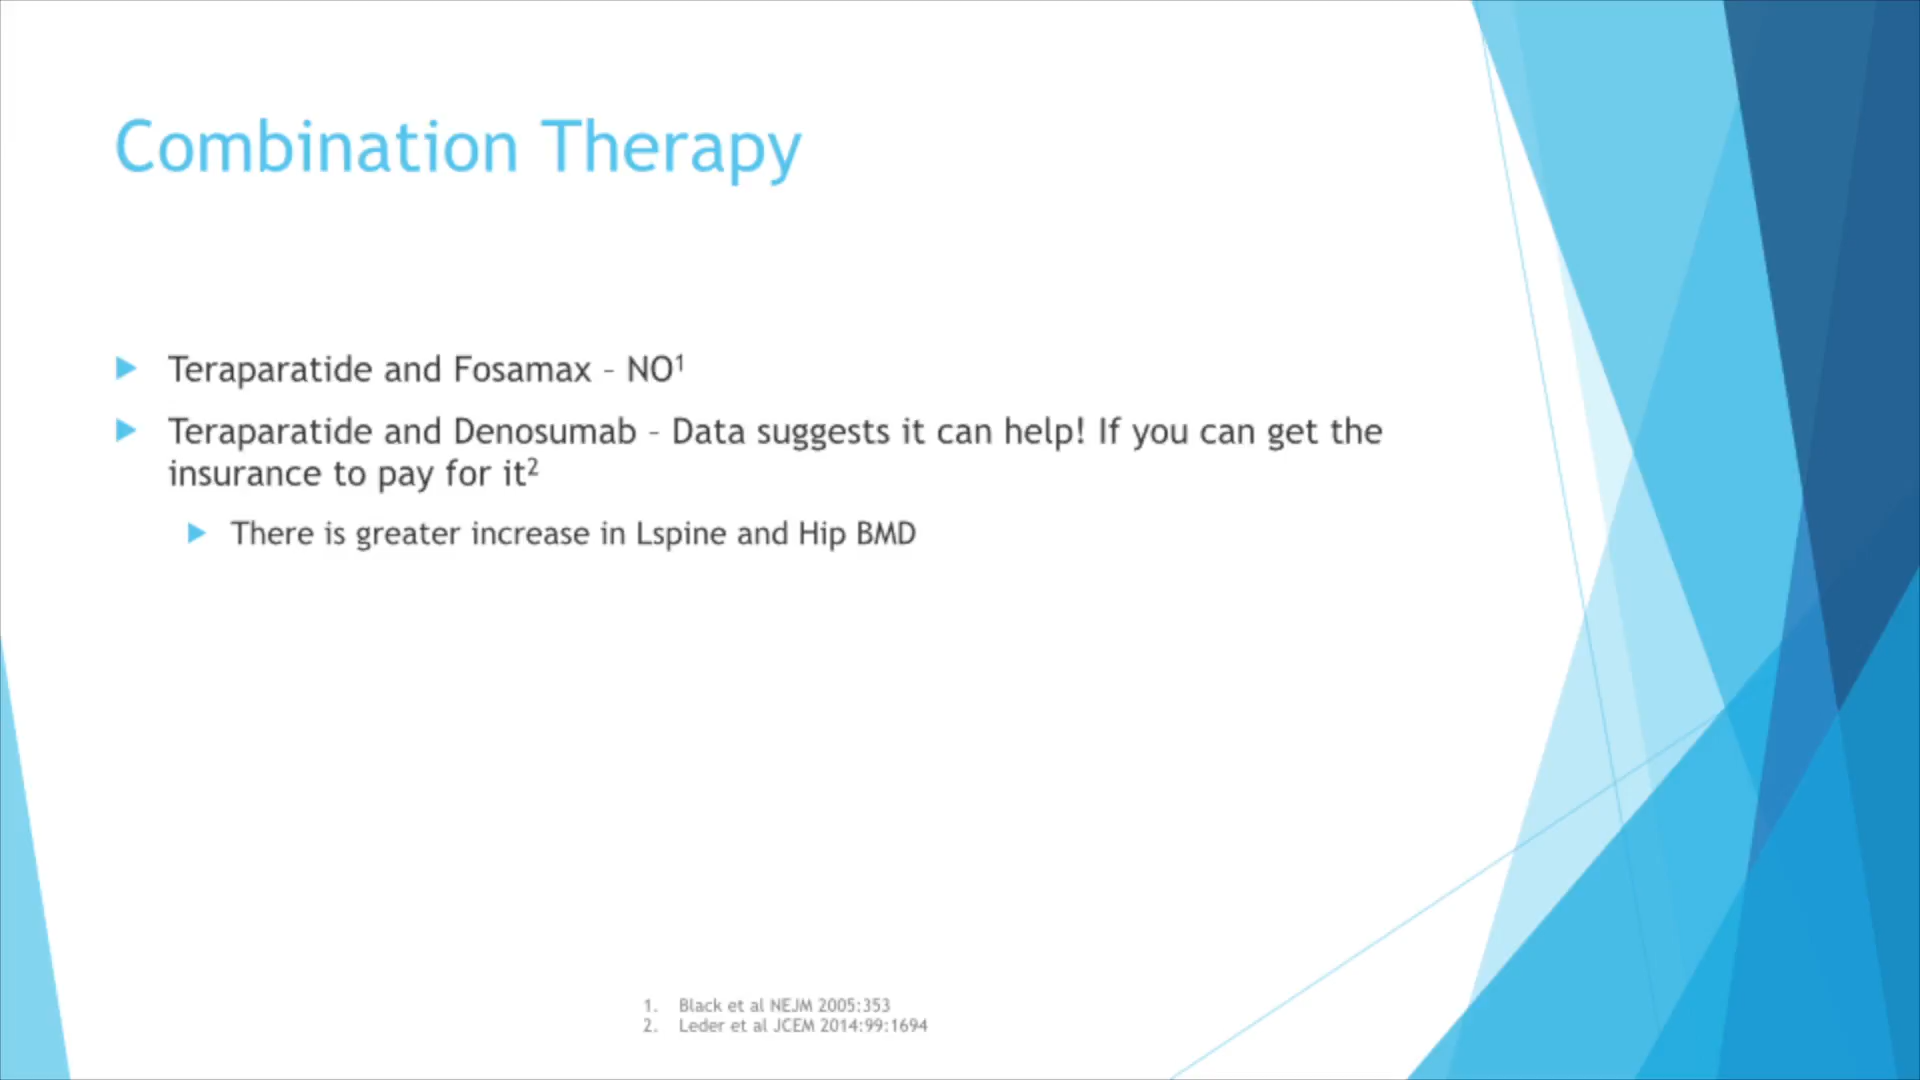 Combination Therapy
Teraparatide and Fosamax – NO¹
Teraparatide and Denosumab – Data suggests it can help! If you can get the
insurance to pay for it²
There is greater increase in Lspine and Hip BMD
1. Black et al NEJM 2005:353
2. Leder et al JCEM 2014:99:1694